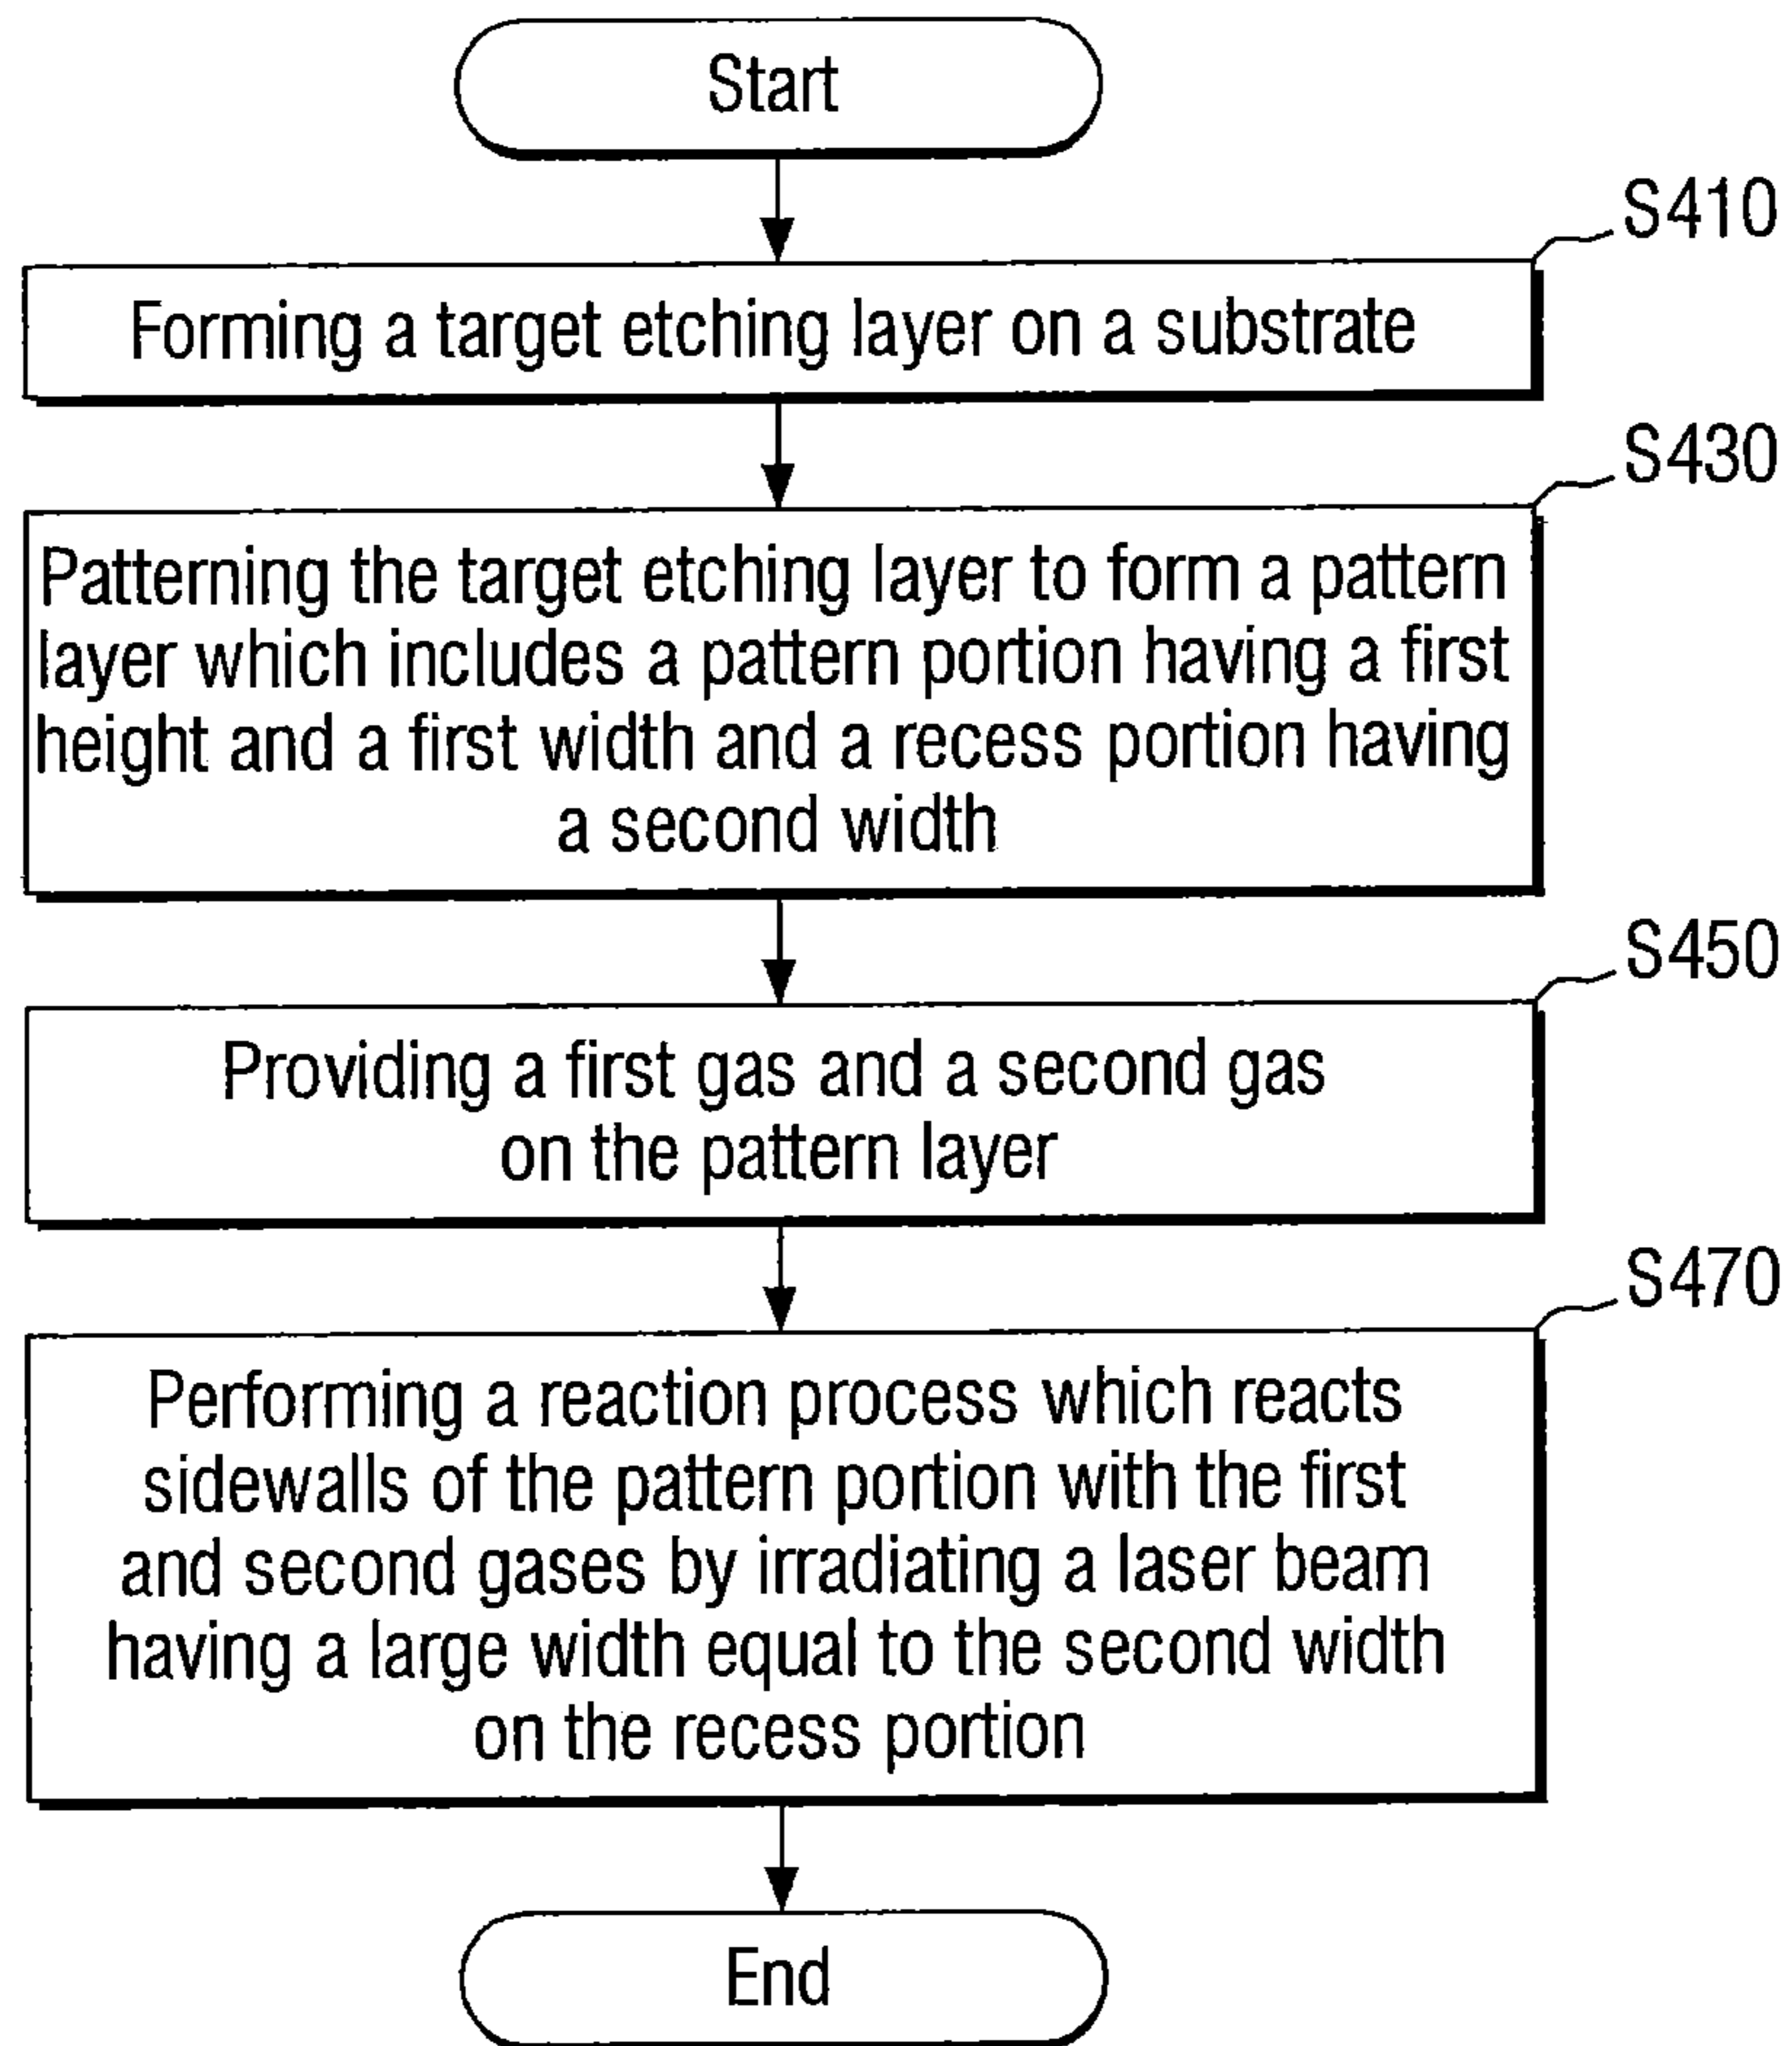 Start
S410
Forming a target etching layer on a substrate
S430
Patterning the target etching layer to form a pattern
layer which includes a pattern portion having a first
height and a first width and a recess portion having
a second width
S450
Providing a first gas and a second gas
on the pattern layer
S470
Performing a reaction process which reacts
sidewalls of the pattern portion with the first
and second gases by irradiating a laser beam
having a large width equal to the second width
on the recess portion
End